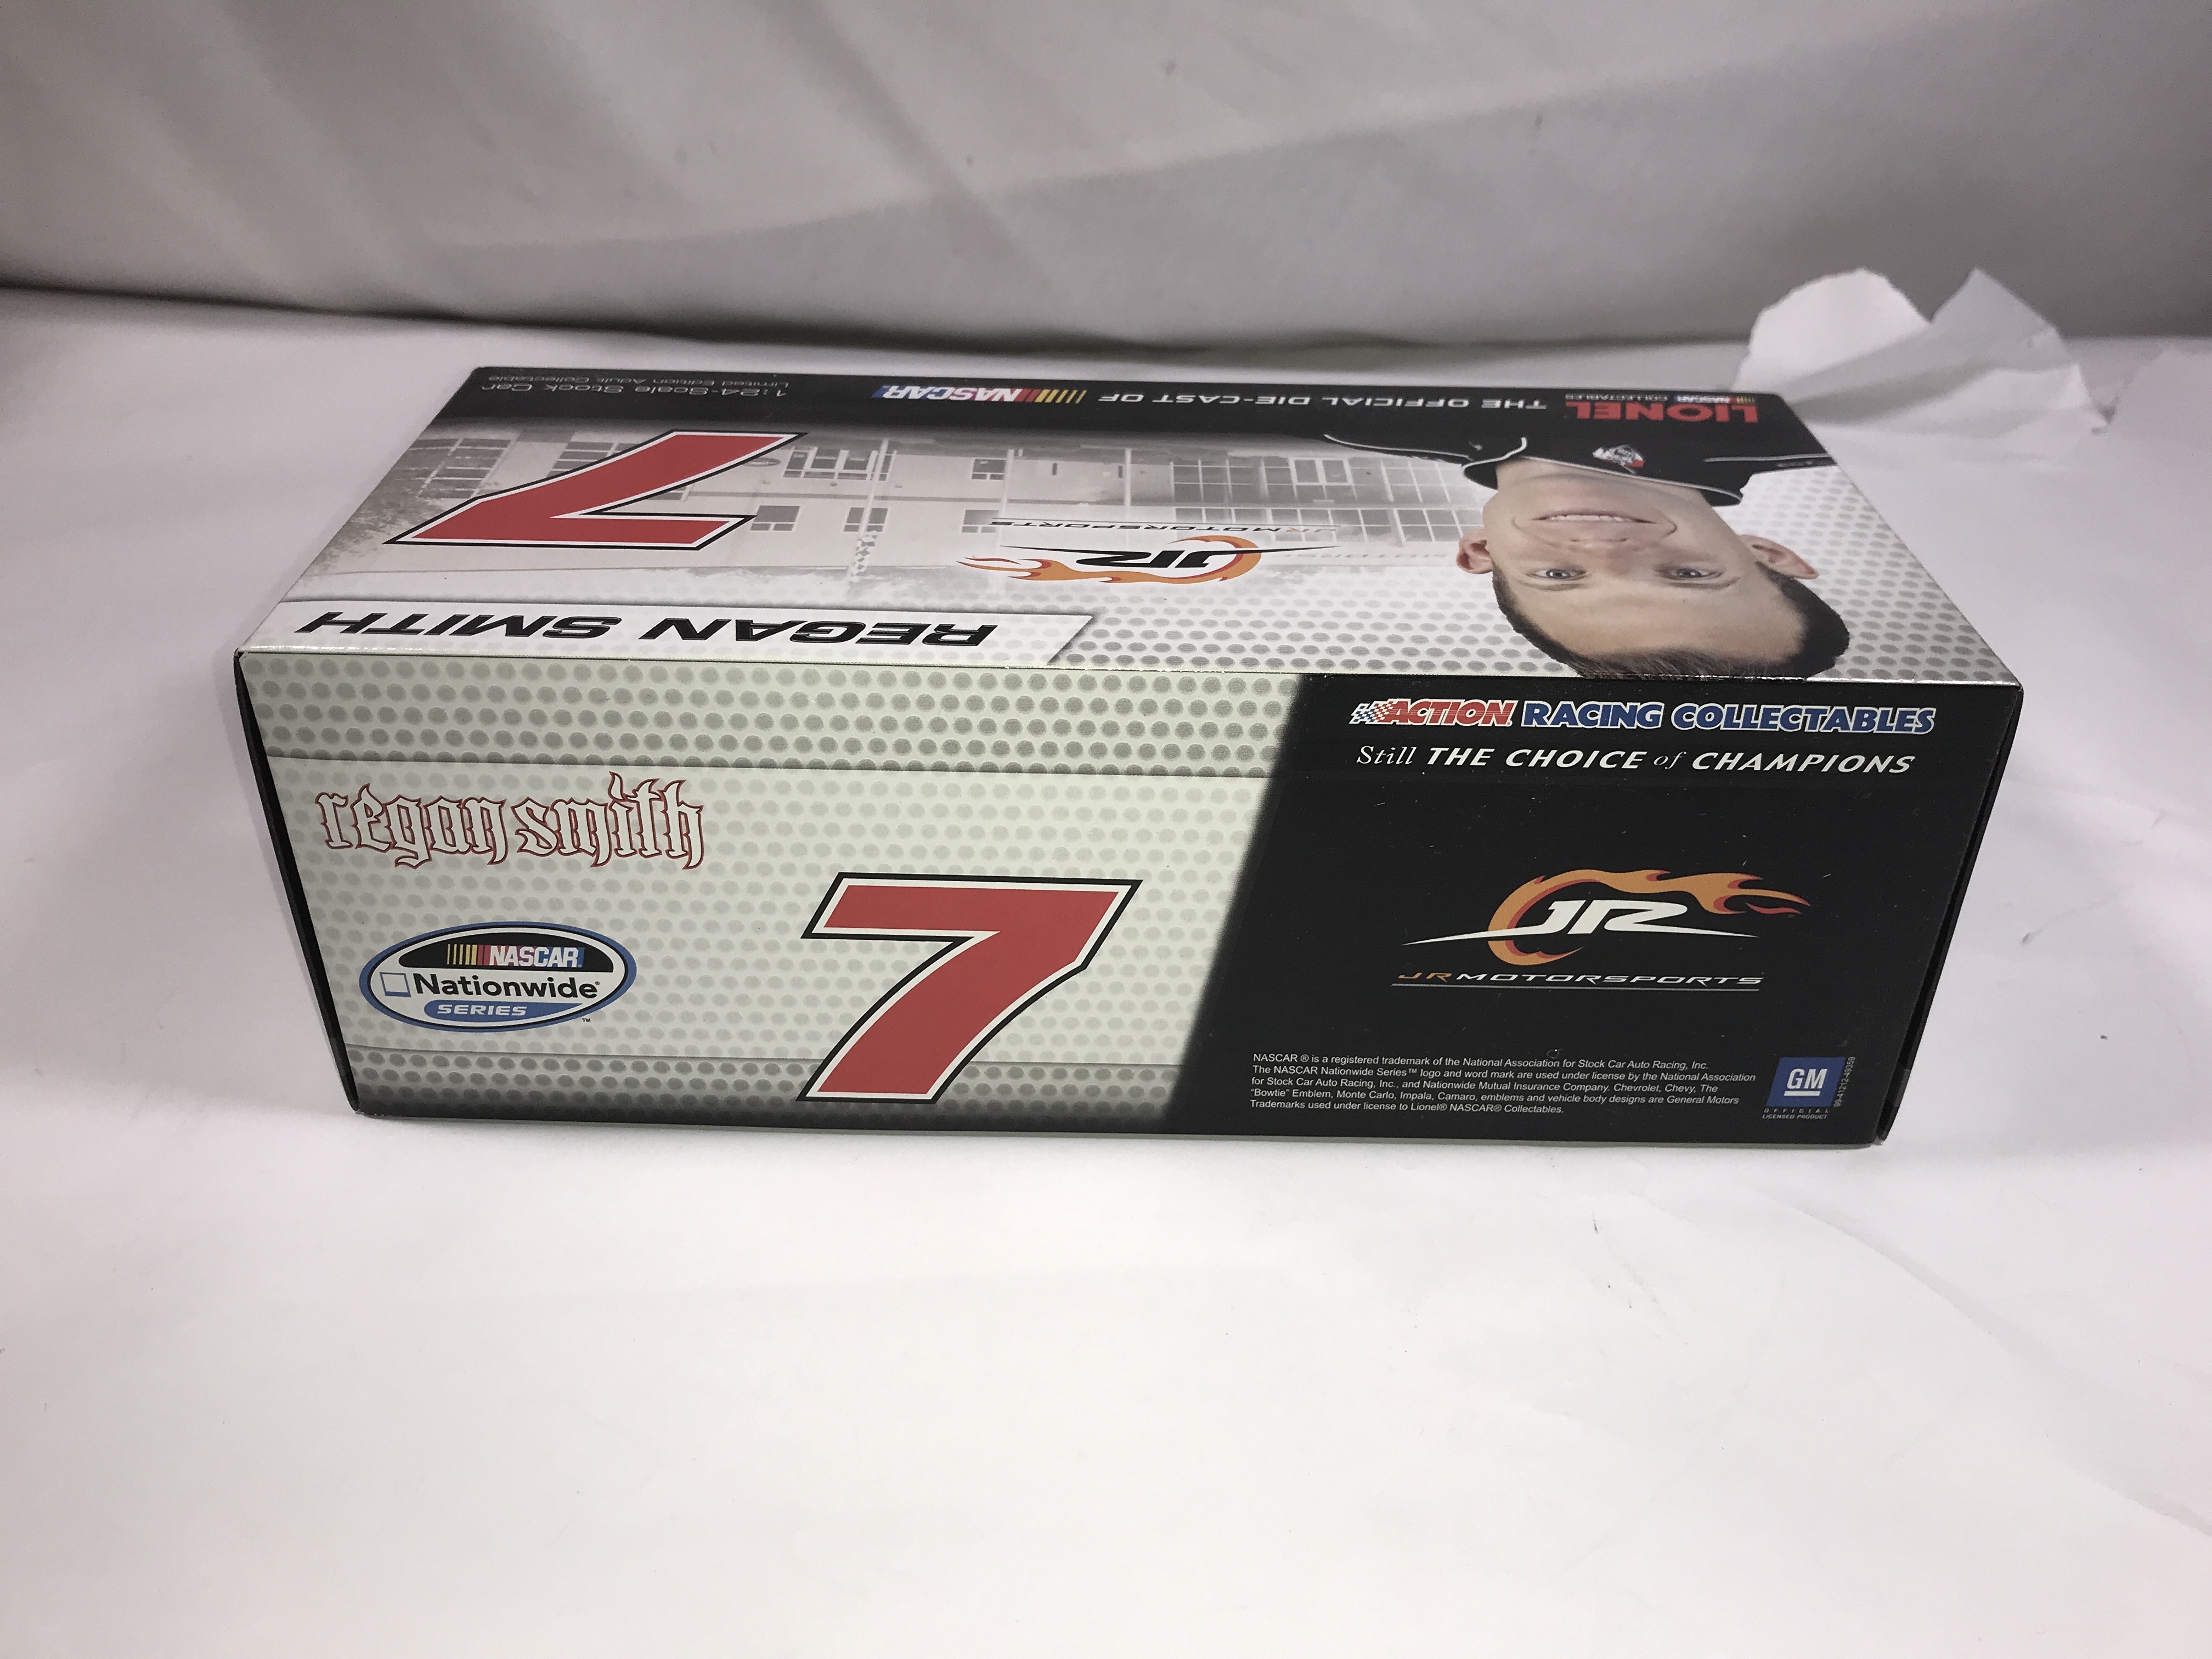 1:24-Scale Stock Car
Limited Edition Adult Collectable
NASCAR
THE OFFICIAL DIE-CAST OF
LIONEL
NASCAR
COLLECTABLES
7
JR
JR MOTORSPORTS
REGAN SMITH
ACTION RACING COLLECTABLES
Still THE CHOICE of CHAMPIONS
regan smith
NASCAR
Nationwide®
SERIES
™
7
JR
JR MOTORSPORTS
NASCAR ® is a registered trademark of the National Association for Stock Car Auto Racing, Inc.
The NASCAR Nationwide Series™ logo and word mark are used under license by the National Association
for Stock Car Auto Racing, Inc., and Nationwide Mutual Insurance Company. Chevrolet, Chevy, The
"Bowtie" Emblem, Monte Carlo, Impala, Camaro, emblems and vehicle body designs are General Motors
Trademarks used under license to Lionel® NASCAR® Collectables.
GM
OFFICIAL
LICENSED PRODUCT